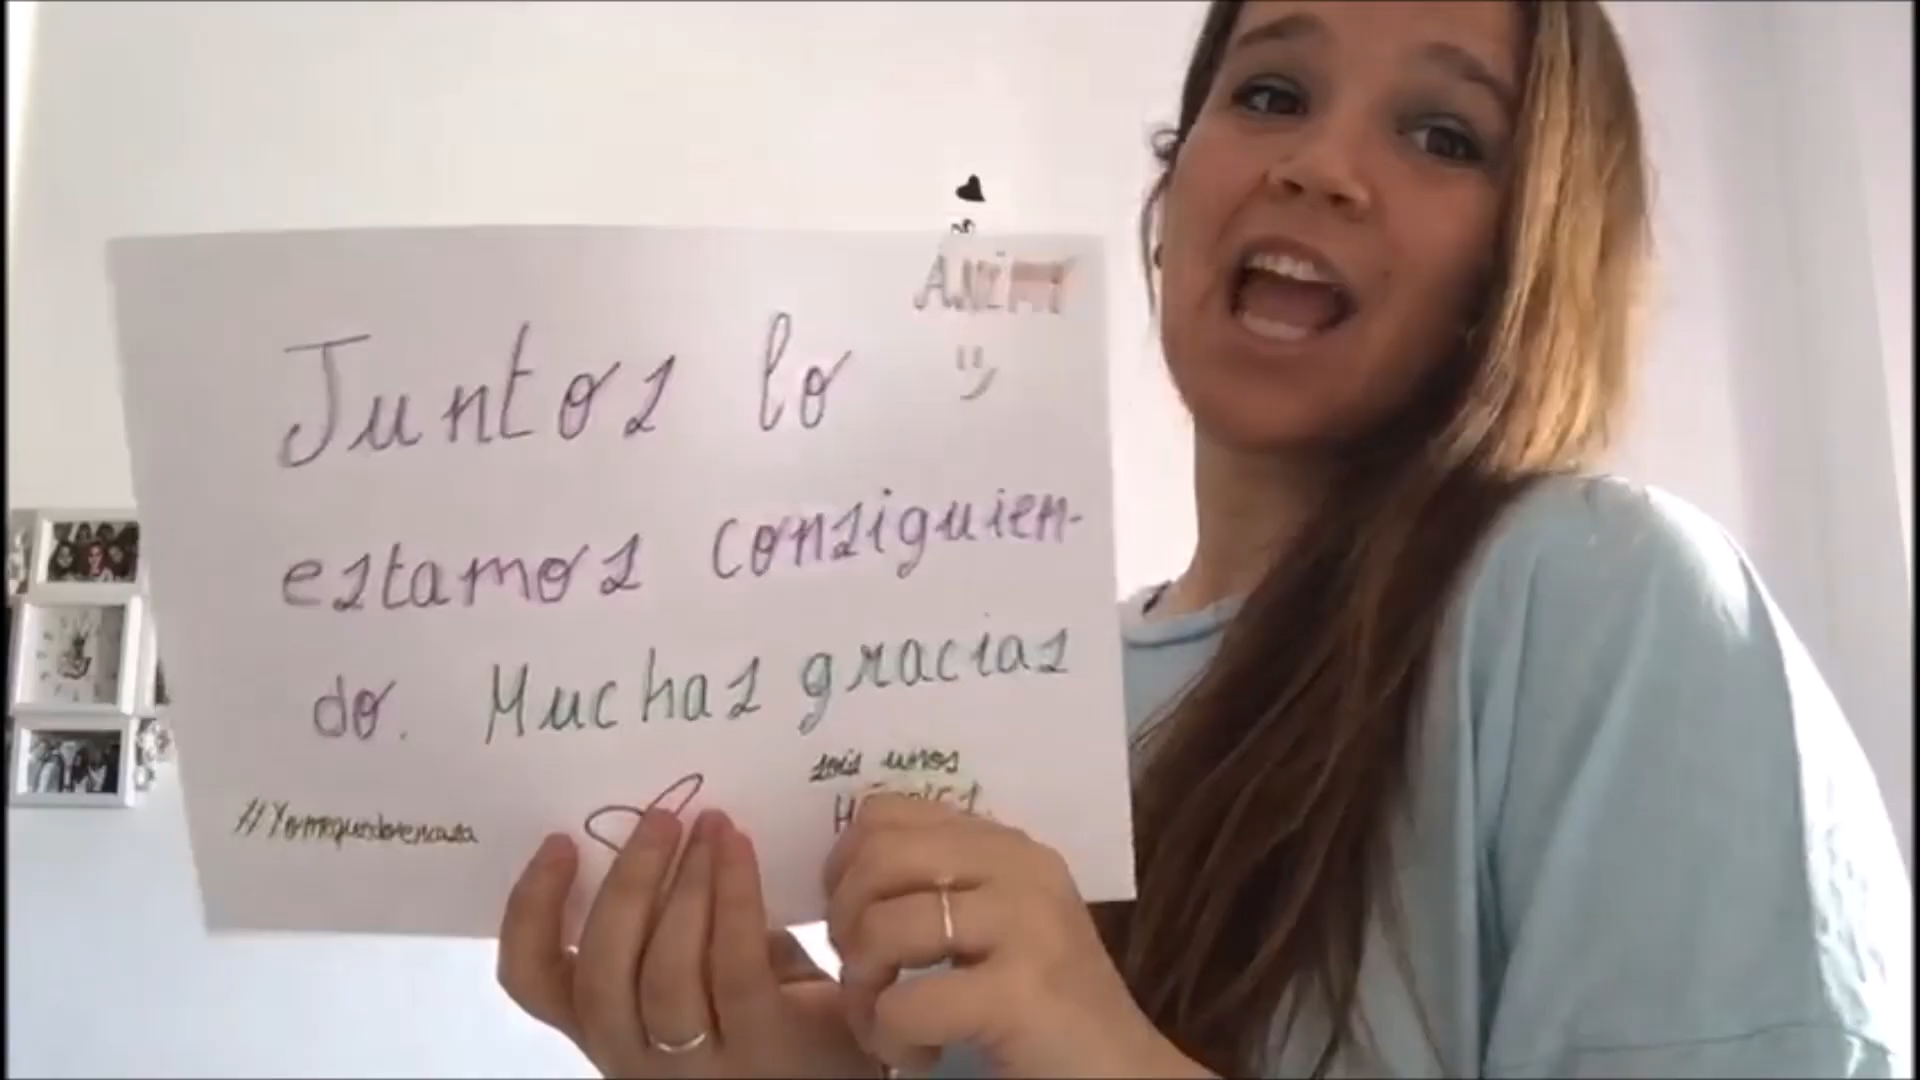 Juntos lo
estamos consiguien-
do. Muchas gracias
sois unos
#Yomequedoencasa